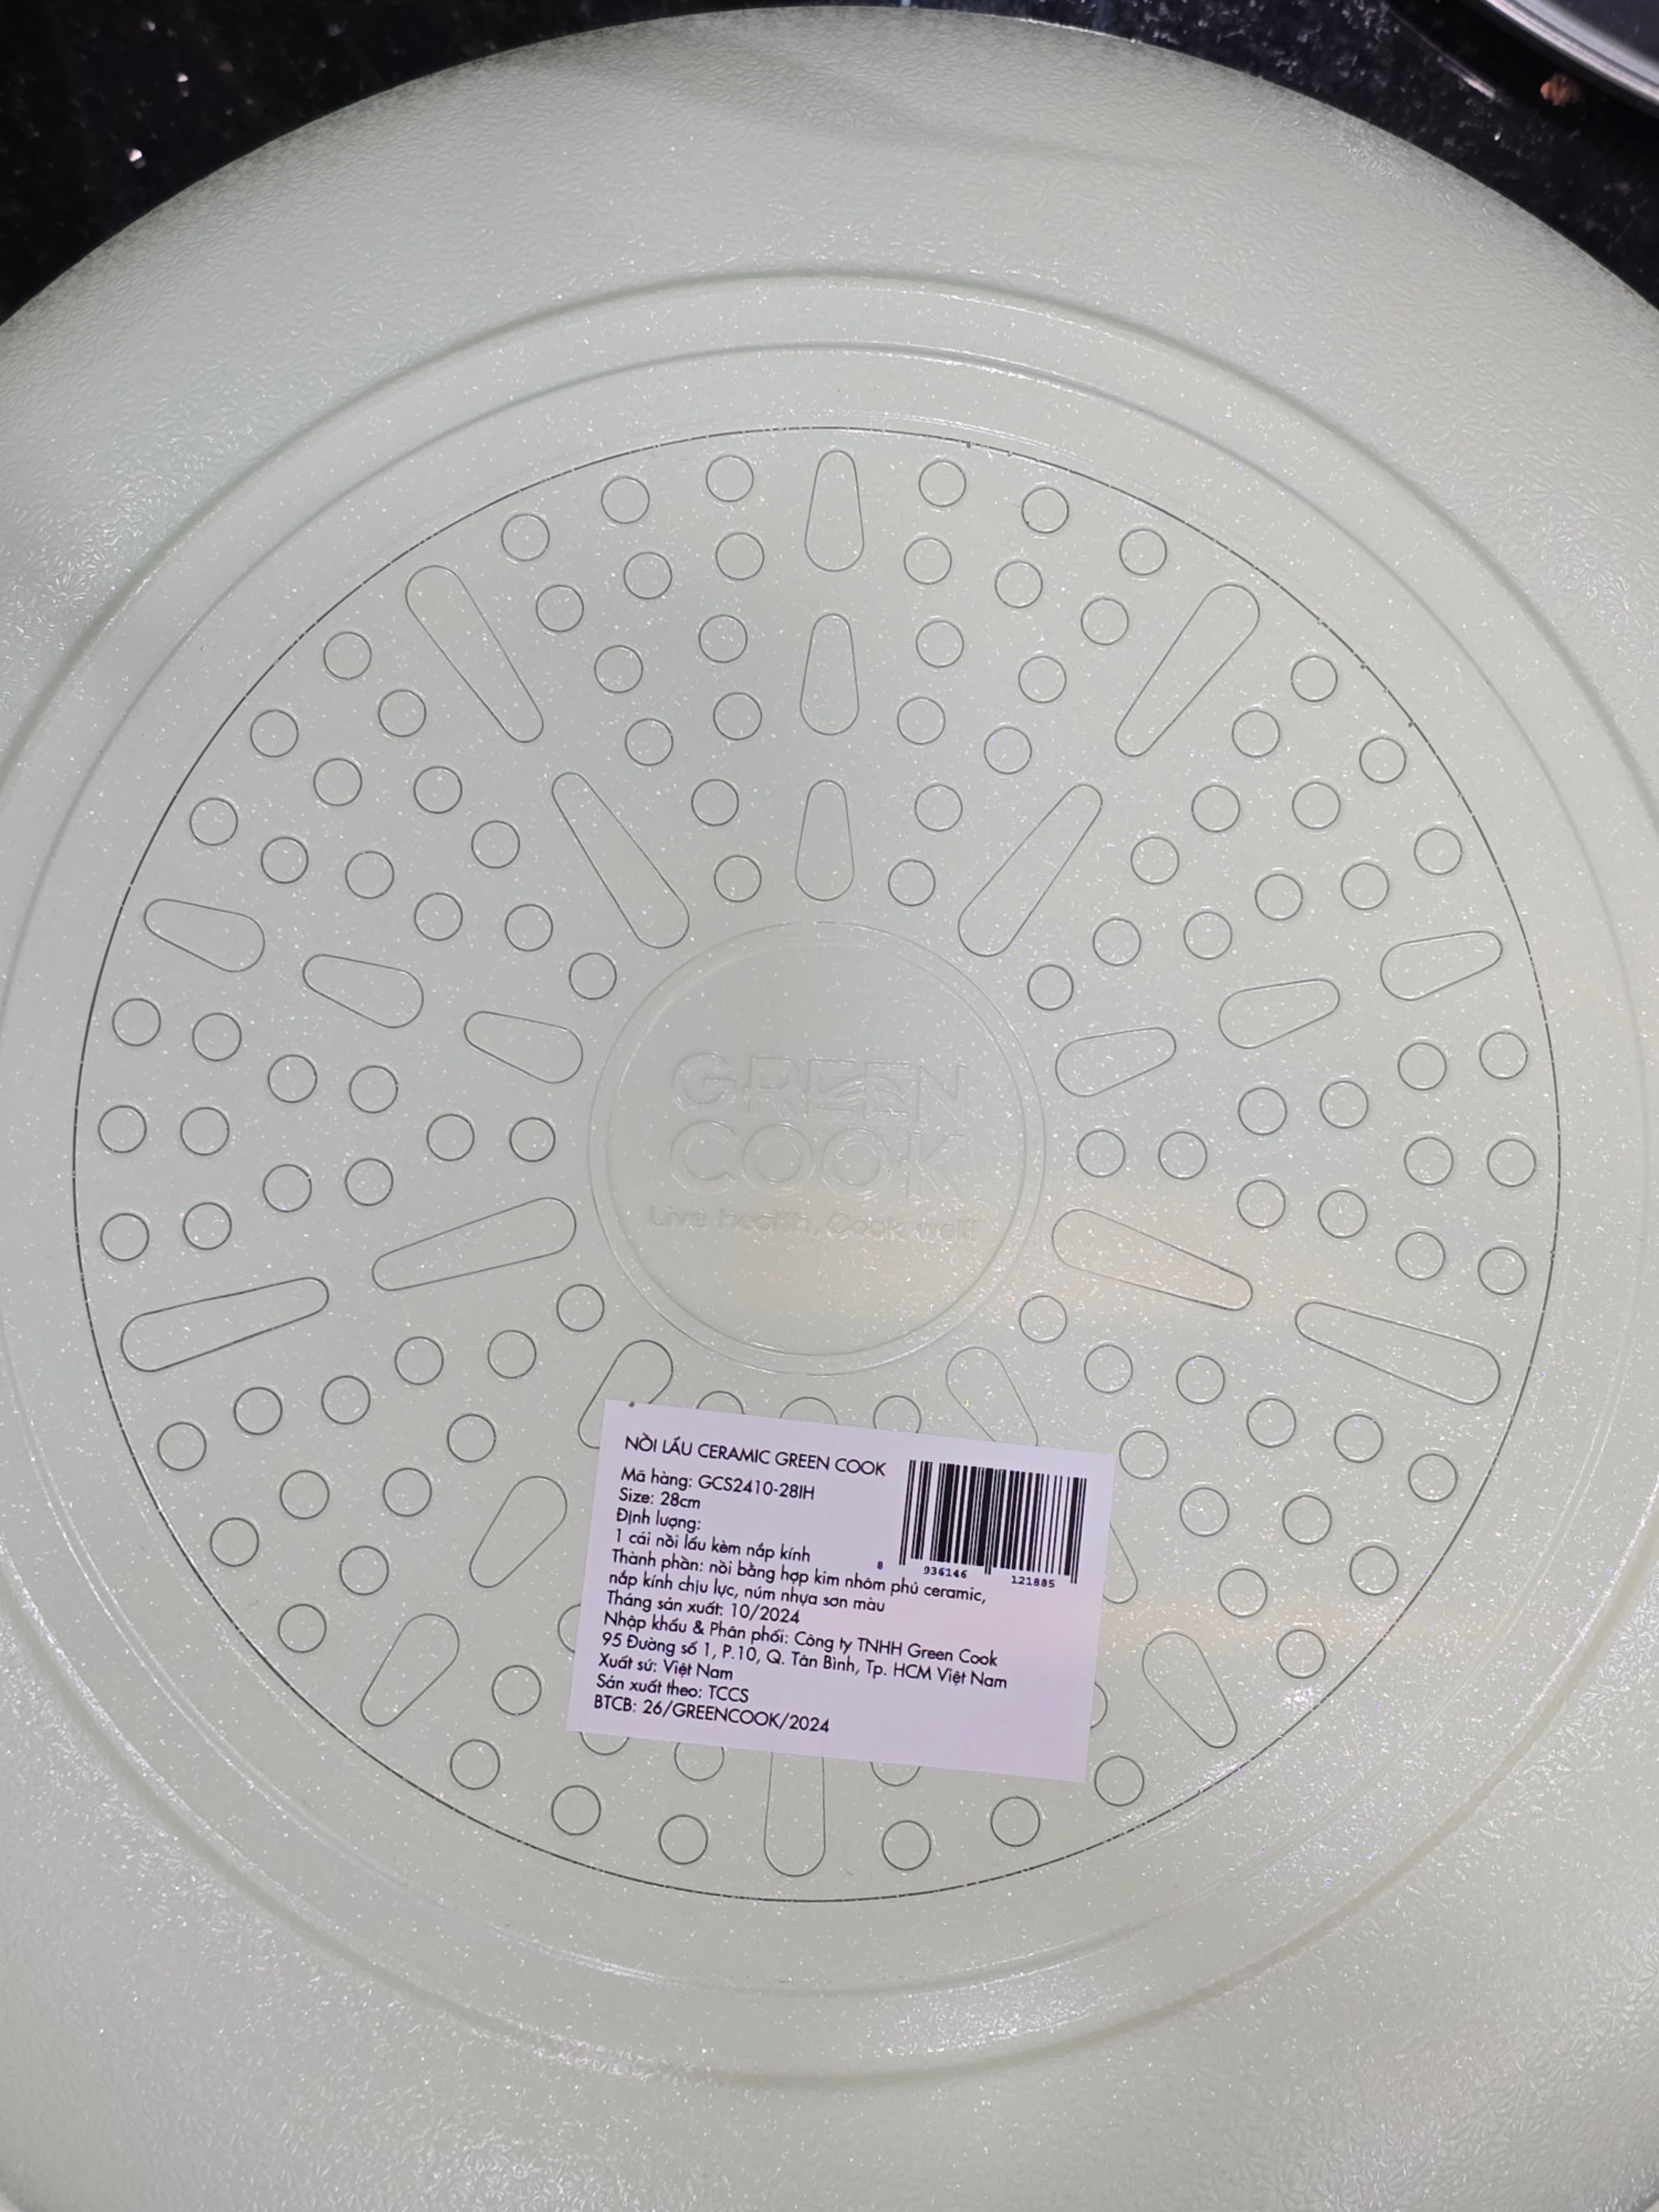 GREEN
COOK
Live health, Cook well!
NỒI LẨU CERAMIC GREEN COOK
Mã hàng: GCS2410-28IH
Size: 28cm
Định lượng:
1 cái nồi lẩu kèm nắp kính
Thành phần: nồi bằng hợp kim nhôm phủ ceramic,
nắp kính chịu lực, núm nhựa sơn màu
Tháng sản xuất: 10/2024
Nhập khẩu & Phân phối: Công ty TNHH Green Cook
95 Đường số 1, P.10, Q. Tân Bình, Tp. HCM Việt Nam
Xuất sứ: Việt Nam
Sản xuất theo: TCCS
BTCB: 26/GREENCOOK/2024
8 936146 121885